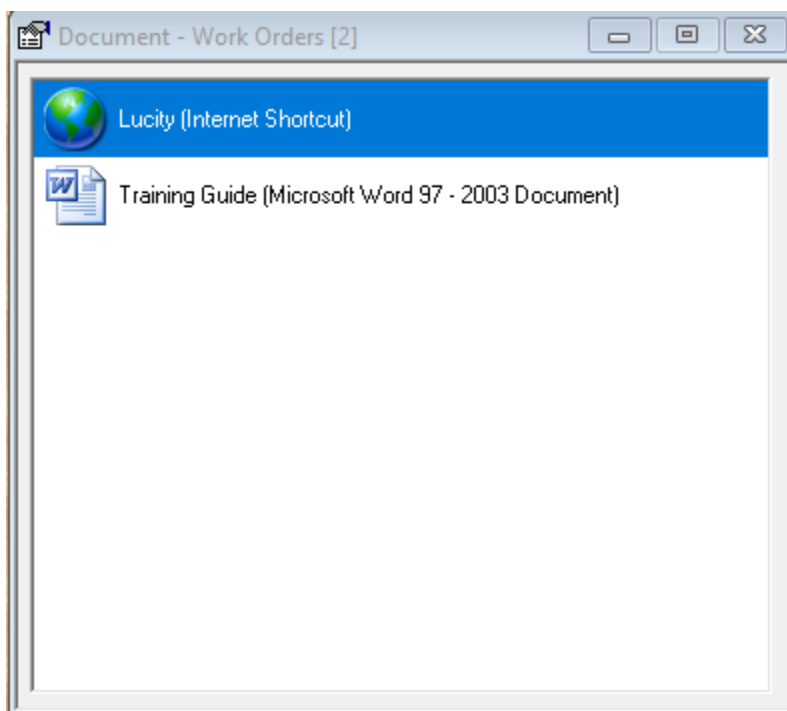 Document - Work Orders [2]
Lucity (Internet Shortcut)
Training Guide (Microsoft Word 97 - 2003 Document)